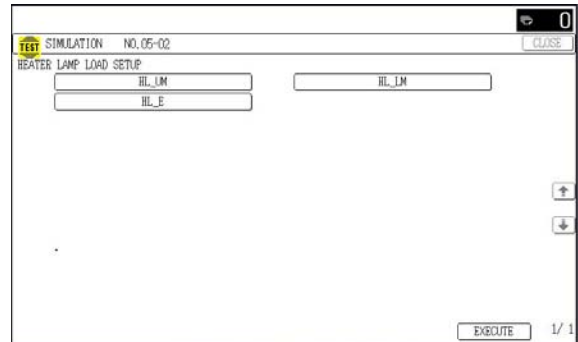 0
TEST SIMULATION NO.05-02 CLOSE
HEATER LAMP LOAD SETUP
HL_UM HL_LM
HL_E
EXECUTE 1/1